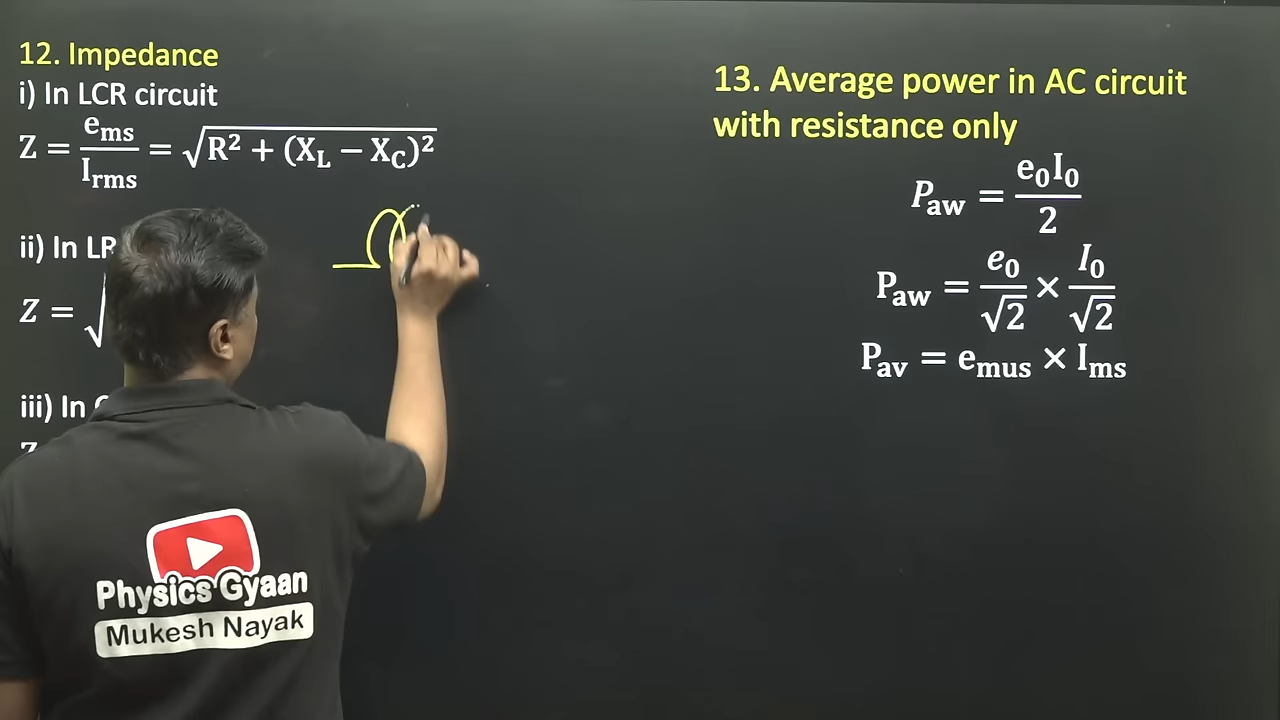 12. Impedance
i) In LCR circuit
Z = e_ms / I_rms = √(R² + (X_L − X_C)²)
ii) In LR
Z = √
iii) In
13. Average power in AC circuit
with resistance only
P_aw = e₀I₀ / 2
P_aw = e₀/√2 × I₀/√2
P_av = e_mus × I_ms
Physics Gyaan
Mukesh Nayak